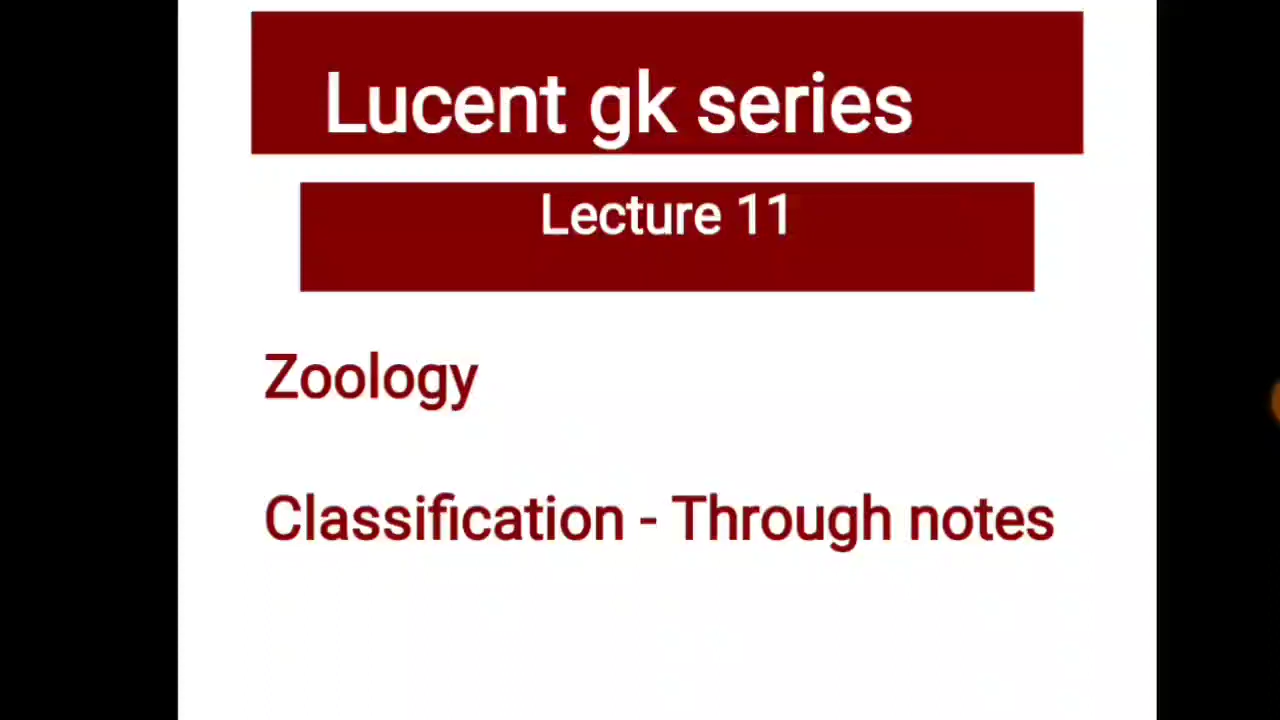 Lucent gk series
Lecture 11
Zoology
Classification - Through notes